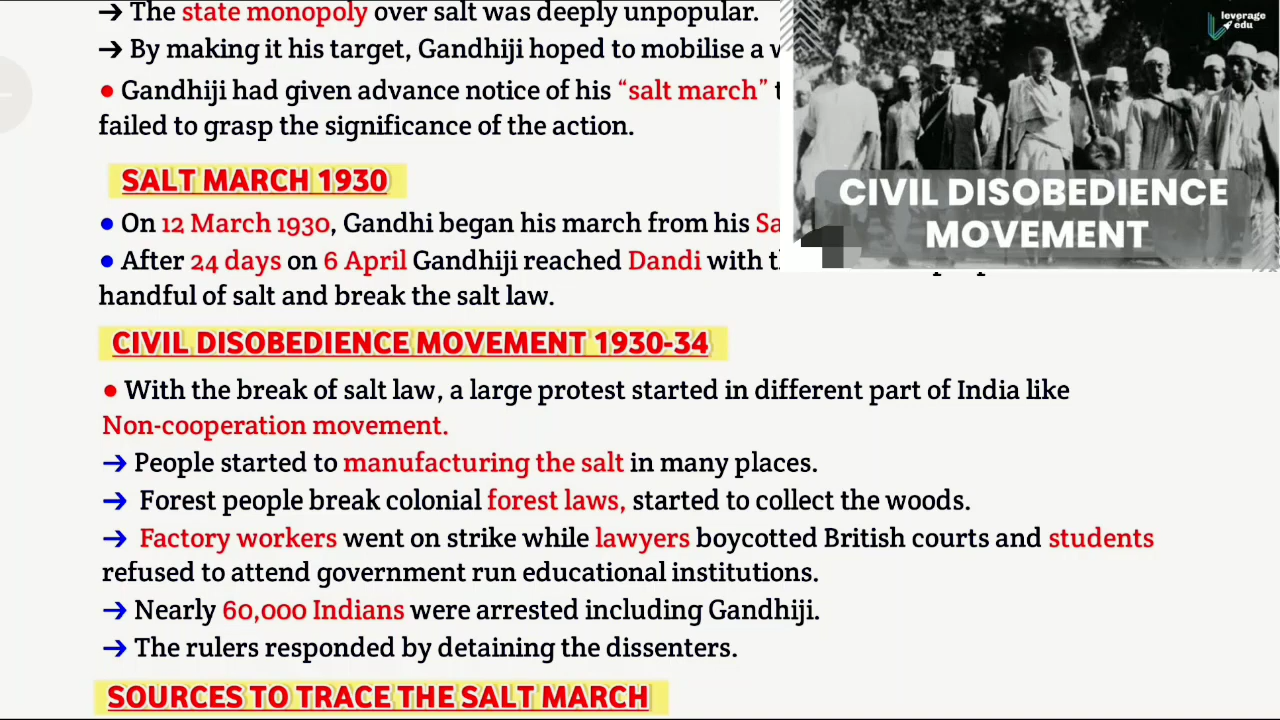 → The state monopoly over salt was deeply unpopular.
→ By making it his target, Gandhiji hoped to mobilise a
● Gandhiji had given advance notice of his “salt march”
failed to grasp the significance of the action.
SALT MARCH 1930
● On 12 March 1930, Gandhi began his march from his
● After 24 days on 6 April Gandhiji reached Dandi with
handful of salt and break the salt law.
leverage
edu
CIVIL DISOBEDIENCE
MOVEMENT
CIVIL DISOBEDIENCE MOVEMENT 1930-34
● With the break of salt law, a large protest started in different part of India like
Non-cooperation movement.
→ People started to manufacturing the salt in many places.
→ Forest people break colonial forest laws, started to collect the woods.
→ Factory workers went on strike while lawyers boycotted British courts and students
refused to attend government run educational institutions.
→ Nearly 60,000 Indians were arrested including Gandhiji.
→ The rulers responded by detaining the dissenters.
SOURCES TO TRACE THE SALT MARCH